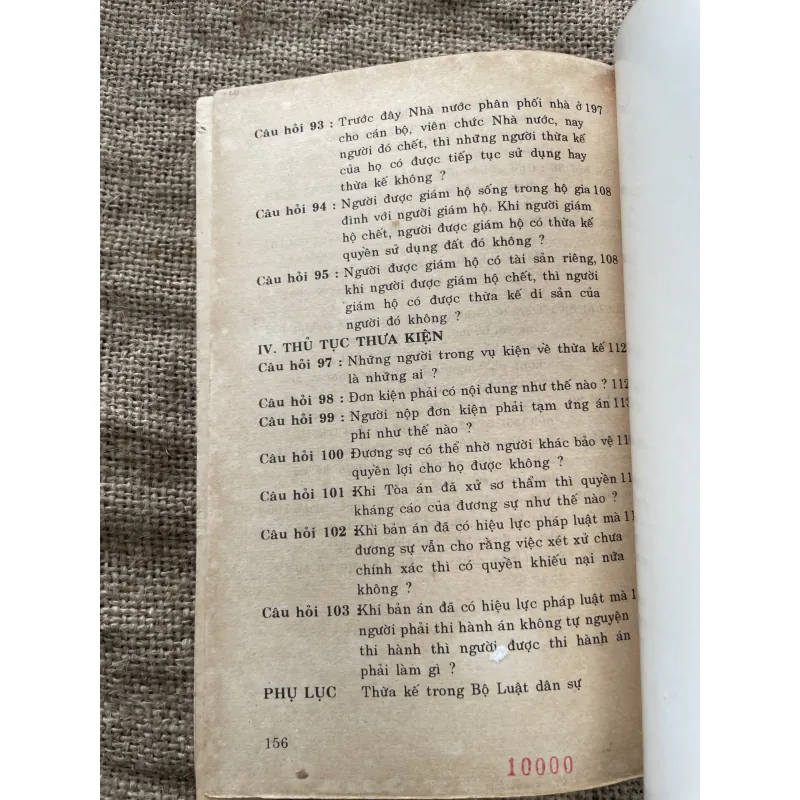 Câu hỏi 93 : Trước đây Nhà nước phân phối nhà ở 197
cho cán bộ, viên chức Nhà nước, nay
người đó chết, thì những người thừa kế
của họ có được tiếp tục sử dụng hay
thừa kế không ?
Câu hỏi 94 : Người được giám hộ sống trong hộ gia 108
đình với người giám hộ. Khi người giám
hộ chết, người được giám hộ có thừa kế
quyền sử dụng đất đó không ?
Câu hỏi 95 : Người được giám hộ có tài sản riêng, 108
khi người được giám hộ chết, thì người
giám hộ có được thừa kế di sản của
người đó không ?
IV. THỦ TỤC THƯA KIỆN
Câu hỏi 97 : Những người trong vụ kiện về thừa kế 112
là những ai ?
Câu hỏi 98 : Đơn kiện phải có nội dung như thế nào ? 112
Câu hỏi 99 : Người nộp đơn kiện phải tạm ứng án 113
phí như thế nào ?
Câu hỏi 100 : Đương sự có thể nhờ người khác bảo vệ 11
quyền lợi cho họ được không ?
Câu hỏi 101 : Khi Tòa án đã xử sơ thẩm thì quyền 11
kháng cáo của đương sự như thế nào ?
Câu hỏi 102 : Khi bản án đã có hiệu lực pháp luật mà 11
đương sự vẫn cho rằng việc xét xử chưa
chính xác thì có quyền khiếu nại nữa
không ?
Câu hỏi 103 : Khi bản án đã có hiệu lực pháp luật mà 1
người phải thi hành án không tự nguyện
thi hành thì người được thi hành án
phải làm gì ?
PHỤ LỤC Thừa kế trong Bộ Luật dân sự
156
10000